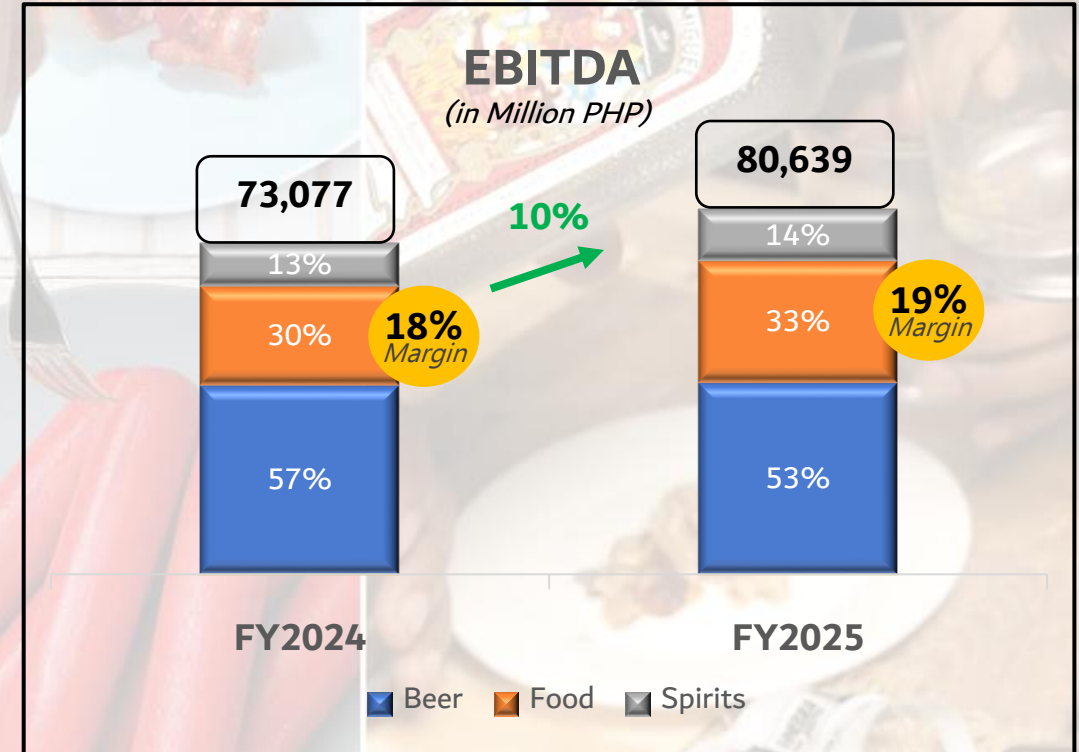 EBITDA
(in Million PHP)
73,077
80,639
10%
13%
14%
30%
18%
Margin
33%
19%
Margin
57%
53%
FY2024
FY2025
Beer
Food
Spirits